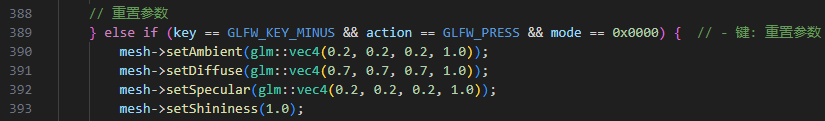 388 // 重置参数
389 } else if (key == GLFW_KEY_MINUS && action == GLFW_PRESS && mode == 0x0000) { // - 键: 重置参数
390 mesh->setAmbient(glm::vec4(0.2, 0.2, 0.2, 1.0));
391 mesh->setDiffuse(glm::vec4(0.7, 0.7, 0.7, 1.0));
392 mesh->setSpecular(glm::vec4(0.2, 0.2, 0.2, 1.0));
393 mesh->setShininess(1.0);